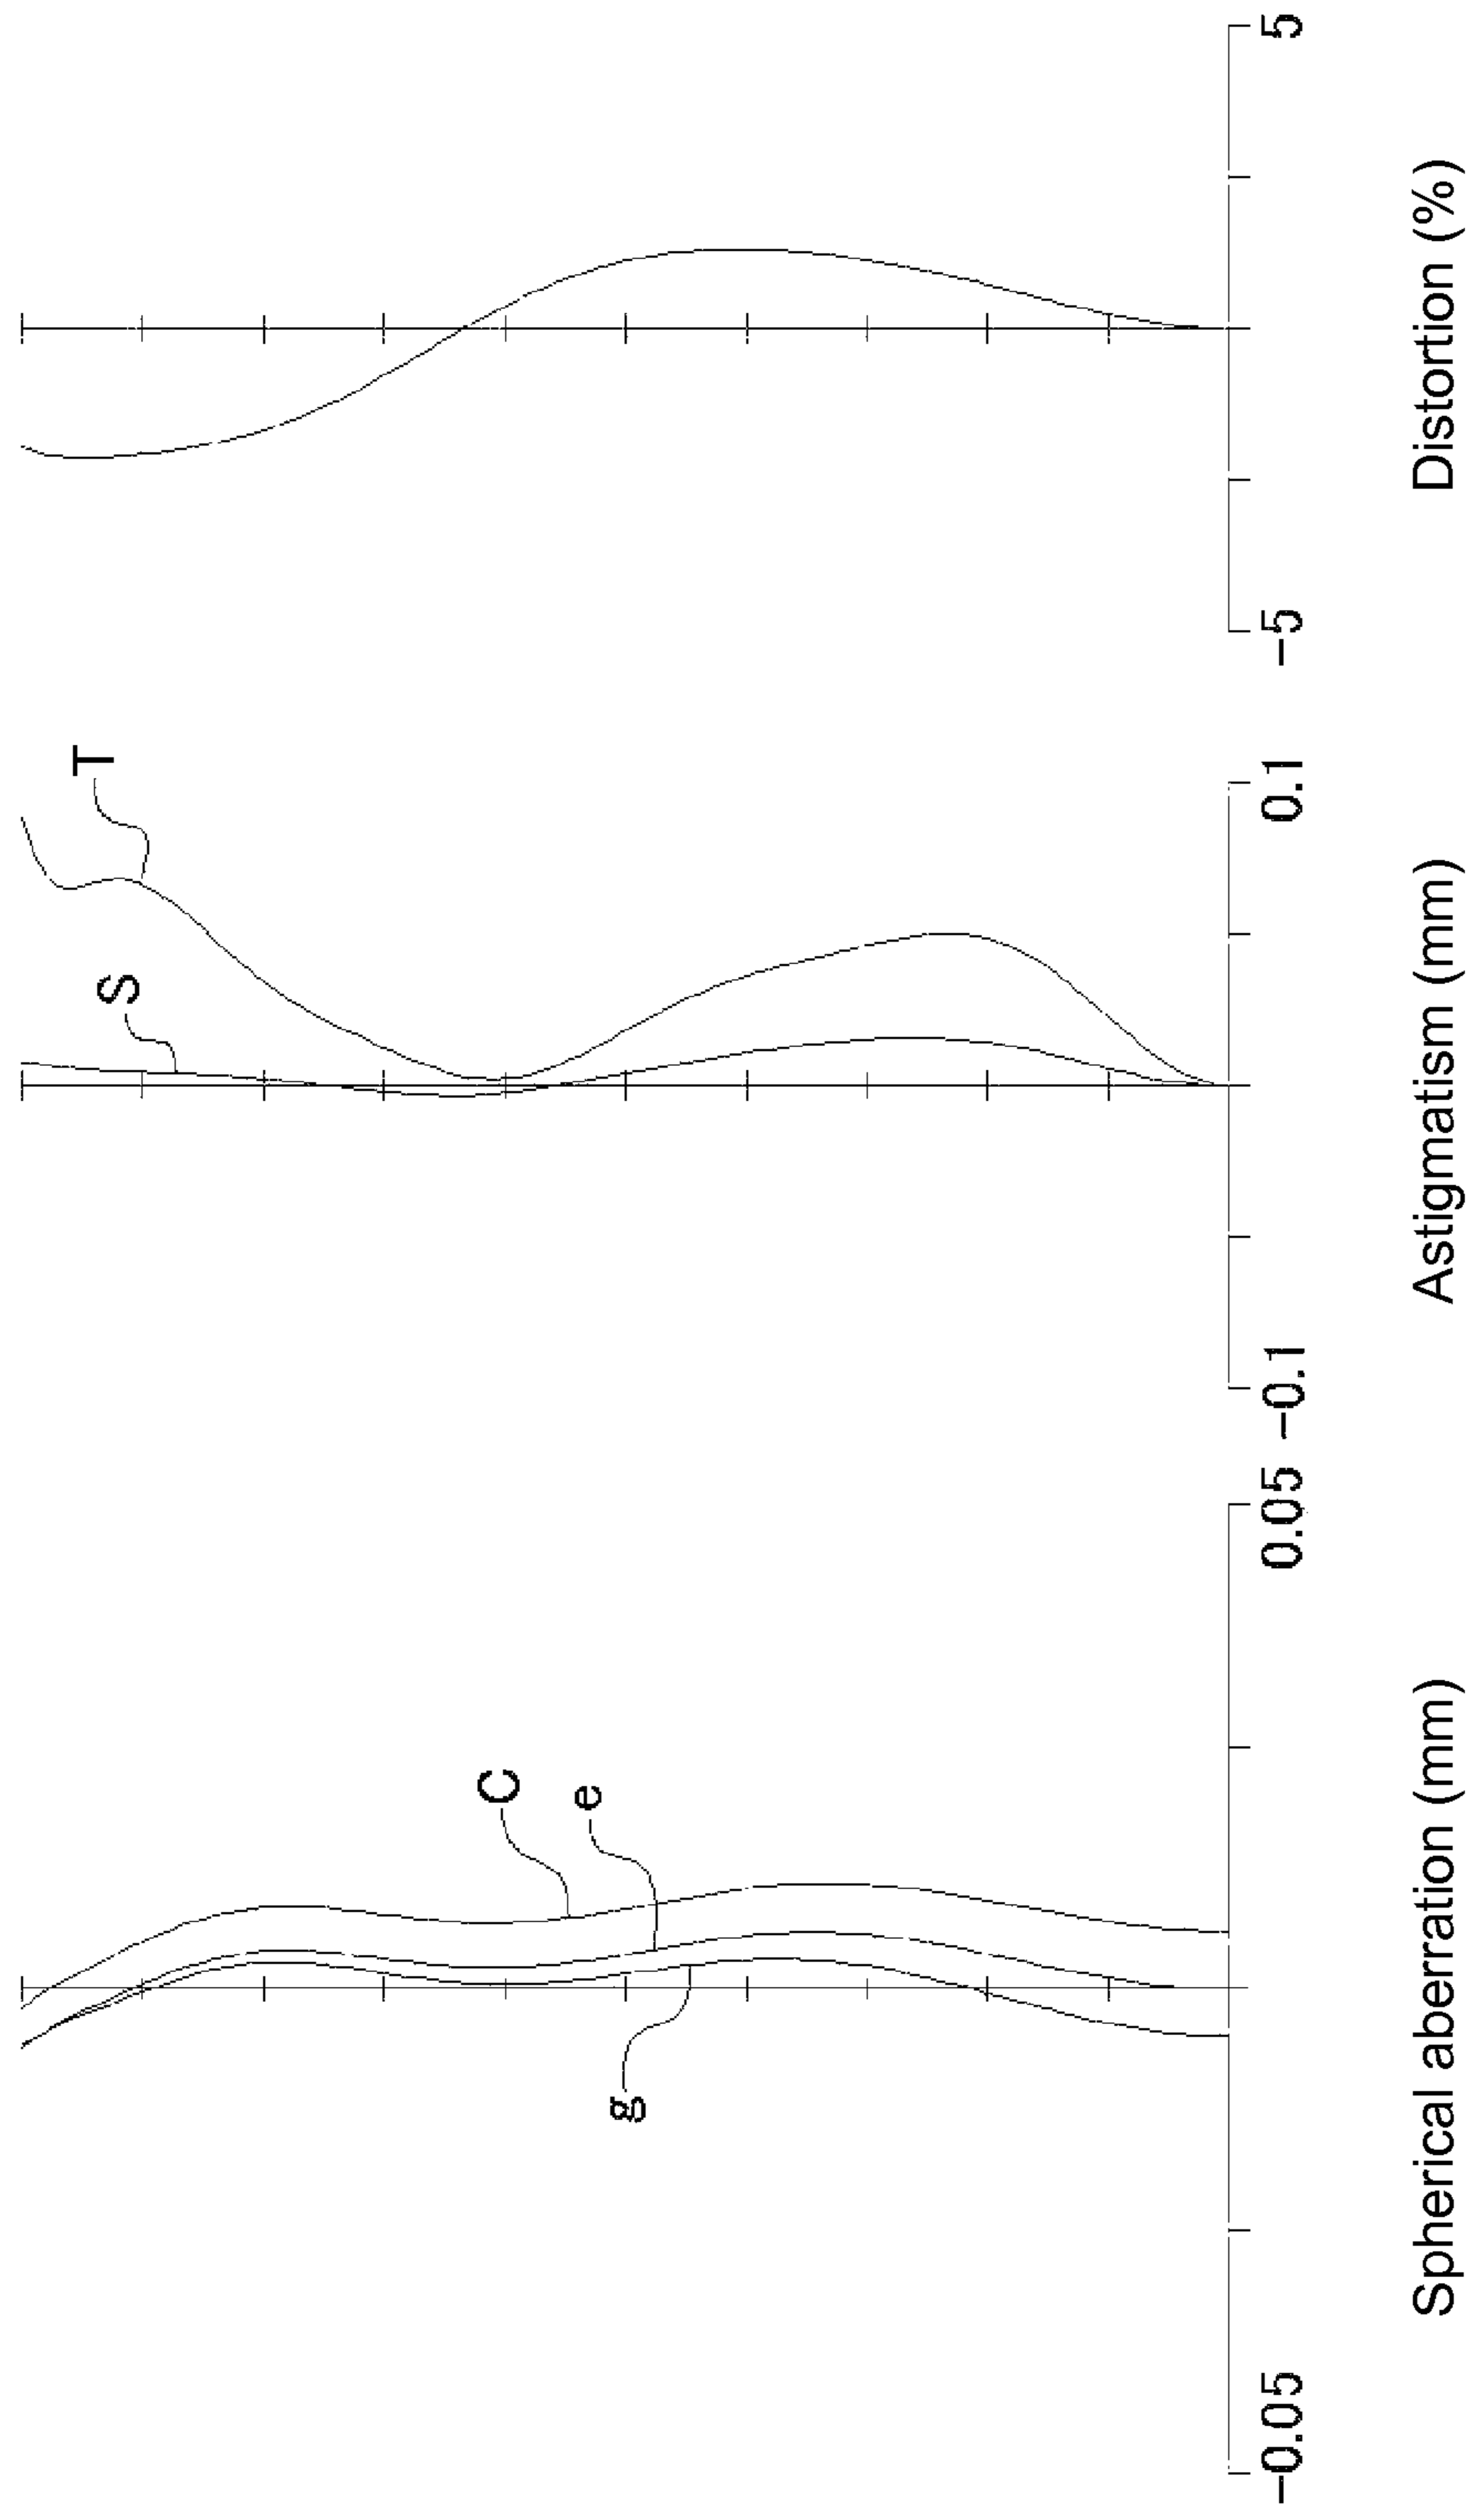 C
e
g
-0.05
0.05
Spherical aberration (mm)
S
T
-0.1
0.1
Astigmatism (mm)
-5
5
Distortion (%)